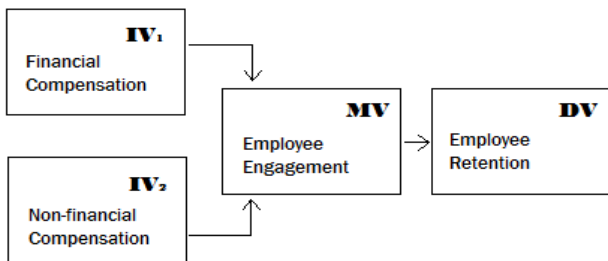 IV₁
Financial
Compensation
MV
Employee
Engagement
DV
Employee
Retention
IV₂
Non-financial
Compensation